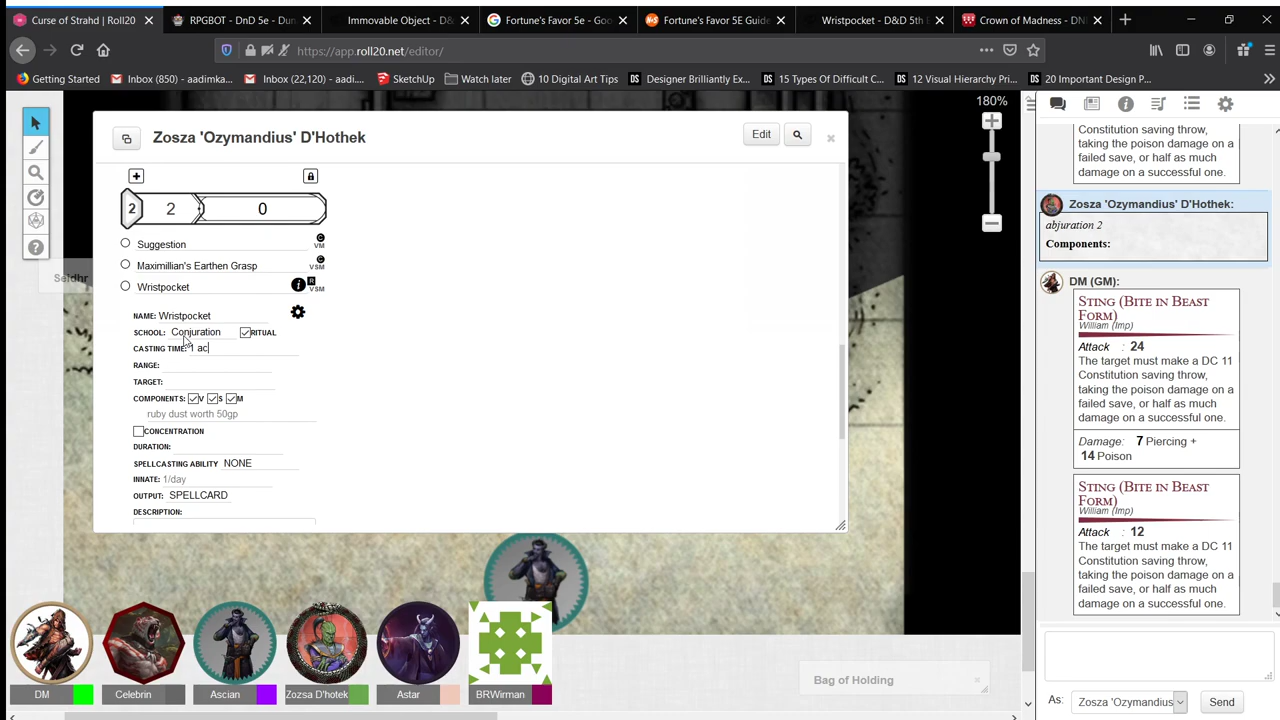 Curse of Strahd | Roll20
RPGBOT - DnD 5e - Dun
Immovable Object - D&
Fortune's Favor 5e - Goo
Fortune's Favor 5E Guide
Wristpocket - D&D 5th E
Crown of Madness - DN
https://app.roll20.net/editor/
Getting Started
Inbox (850) - aadimka...
Inbox (22,120) - aadi...
SketchUp
Watch later
10 Digital Art Tips
Designer Brilliantly Ex...
15 Types Of Difficult C...
12 Visual Hierarchy Prin...
20 Important Design P...
180%
Zosza 'Ozymandius' D'Hothek
Edit
2
2
0
Suggestion
C
VM
Maximillian's Earthen Grasp
C
VSM
Wristpocket
R
VSM
NAME: Wristpocket
SCHOOL: Conjuration RITUAL
CASTING TIME: 1 ac
RANGE:
TARGET:
COMPONENTS: V S M
ruby dust worth 50gp
CONCENTRATION
DURATION:
SPELLCASTING ABILITY NONE
INNATE: 1/day
OUTPUT: SPELLCARD
DESCRIPTION:
Seidhr
Bag of Holding
DM
Celebrin
Ascian
Zozsa D'hotek
Astar
BRWirman
Constitution saving throw,
taking the poison damage on a
failed save, or half as much
damage on a successful one.
Zosza 'Ozymandius' D'Hothek:
abjuration 2
Components:
DM (GM):
Sting (Bite in Beast
Form)
William (Imp)
Attack : 24
The target must make a DC 11
Constitution saving throw,
taking the poison damage on a
failed save, or half as much
damage on a successful one.
Damage: 7 Piercing +
14 Poison
Sting (Bite in Beast
Form)
William (Imp)
Attack : 12
The target must make a DC 11
Constitution saving throw,
taking the poison damage on a
failed save, or half as much
damage on a successful one.
As: Zosza 'Ozymandius Send